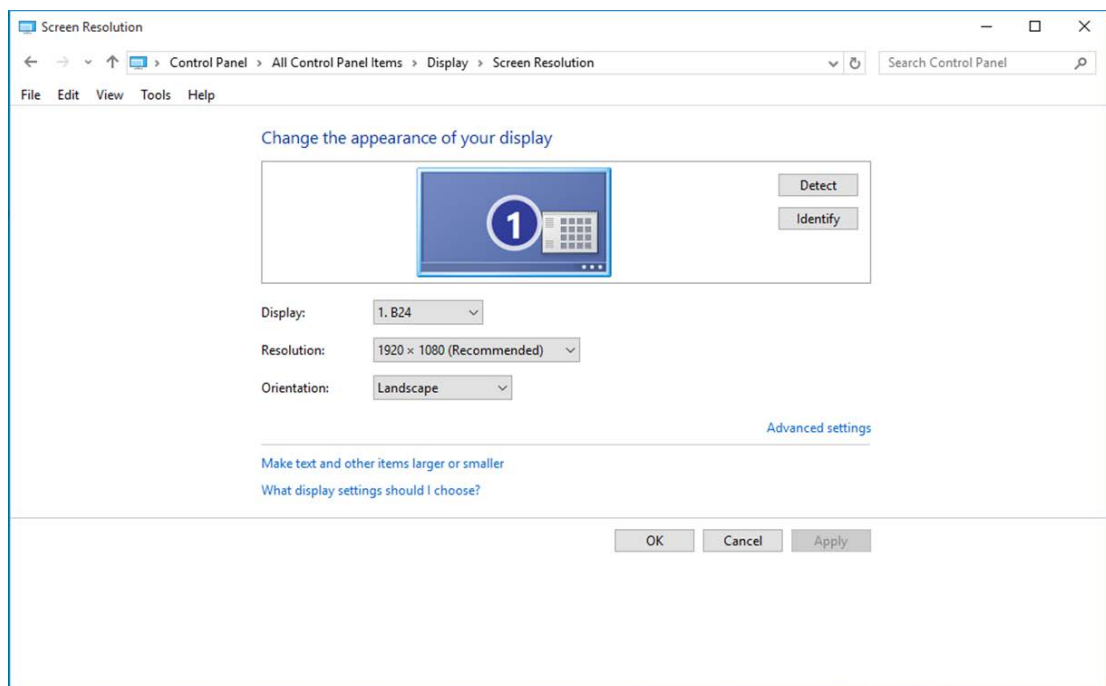 Screen Resolution
Control Panel > All Control Panel Items > Display > Screen Resolution
Search Control Panel
File Edit View Tools Help
Change the appearance of your display
1
Detect
Identify
Display: 1. B24
Resolution: 1920 × 1080 (Recommended)
Orientation: Landscape
Advanced settings
Make text and other items larger or smaller
What display settings should I choose?
OK Cancel Apply